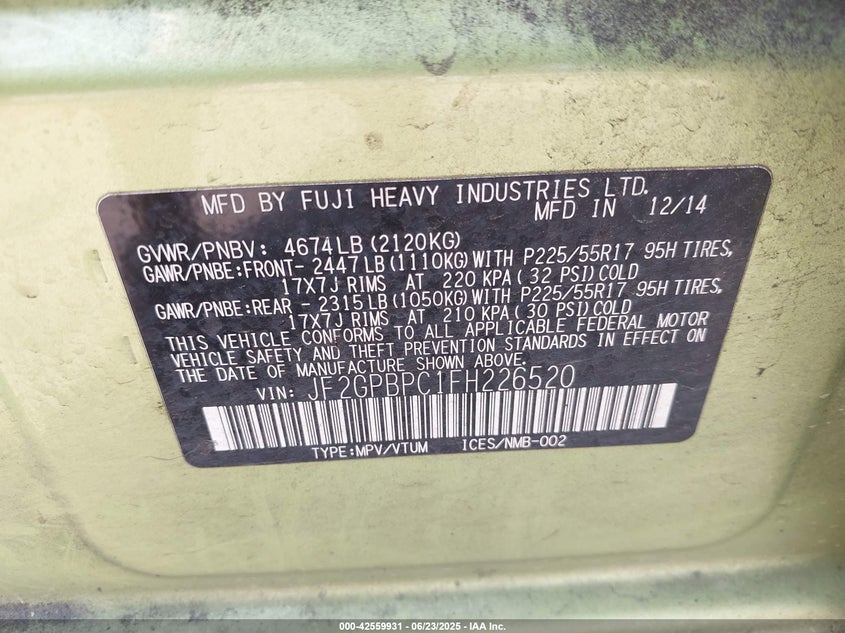 MFD BY FUJI HEAVY INDUSTRIES LTD.
MFD IN 12/14
GVWR/PNBV: 4674LB(2120KG)
GAWR/PNBE:FRONT- 2447LB(1110KG)WITH P225/55R17 95H TIRES,
17X7J RIMS AT 220 KPA(32 PSI)COLD
GAWR/PNBE:REAR - 2315LB(1050KG)WITH P225/55R17 95H TIRES,
17X7J RIMS AT 210 KPA(30 PSI)COLD
THIS VEHICLE CONFORMS TO ALL APPLICABLE FEDERAL MOTOR
VEHICLE SAFETY AND THEFT PREVENTION STANDARDS IN EFFECT ON
THE DATE OF MANUFACTURE SHOWN ABOVE.
VIN: JF2GPBPC1FH226520
TYPE:MPV/VTUM ICES/NMB-002
000-42559931 - 06/23/2025 - IAA Inc.